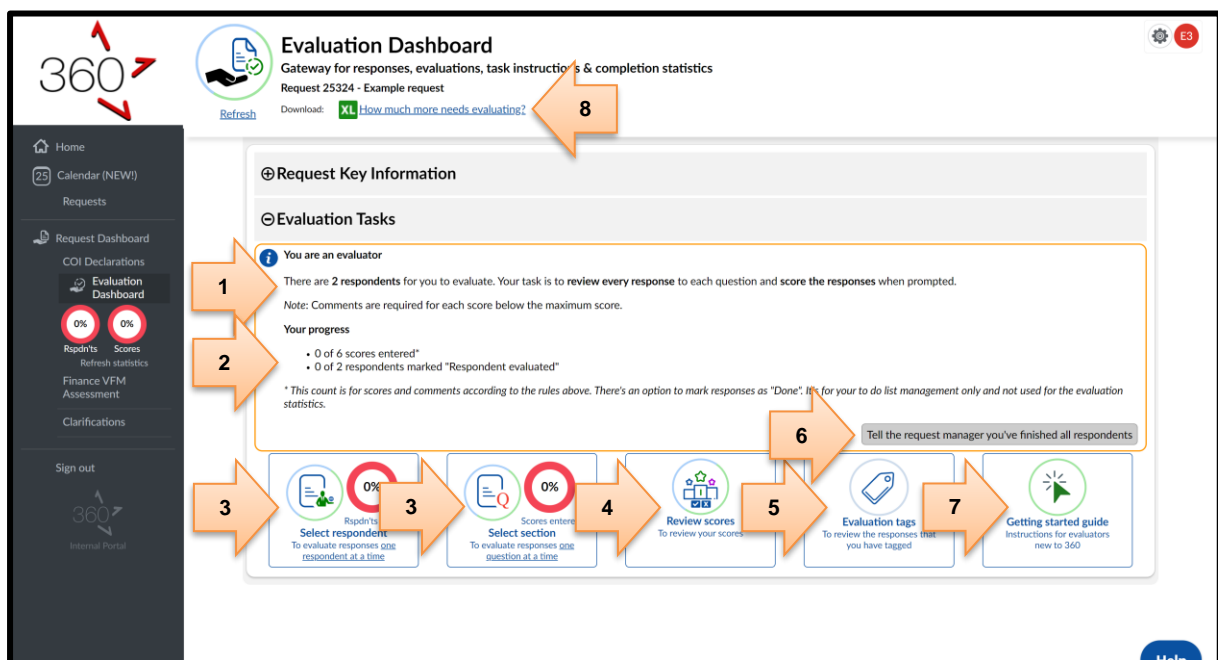 360
Home
25 Calendar (NEW!)
Requests
Request Dashboard
COI Declarations
Evaluation
Dashboard
0% 0%
Rspdn'ts Scores
Refresh statistics
Finance VFM
Assessment
Clarifications
Sign out
360
Internal Portal
Refresh
Evaluation Dashboard
Gateway for responses, evaluations, task instructions & completion statistics
Request 25324 - Example request
Download: XL How much more needs evaluating?
8
E3
Request Key Information
Evaluation Tasks
1
i You are an evaluator
There are 2 respondents for you to evaluate. Your task is to review every response to each question and score the responses when prompted.
Note: Comments are required for each score below the maximum score.
2
Your progress
• 0 of 6 scores entered*
• 0 of 2 respondents marked "Respondent evaluated"
* This count is for scores and comments according to the rules above. There's an option to mark responses as "Done". It's for your to do list management only and not used for the evaluation
statistics.
6
Tell the request manager you've finished all respondents
3
0%
Rspdn'ts
Select respondent
To evaluate responses one
respondent at a time
3
Q
0%
Scores entere
Select section
To evaluate responses one
question at a time
4
1
Review scores
To review your scores
5
Evaluation tags
To review the responses that
you have tagged
7
Getting started guide
Instructions for evaluators
new to 360
Help